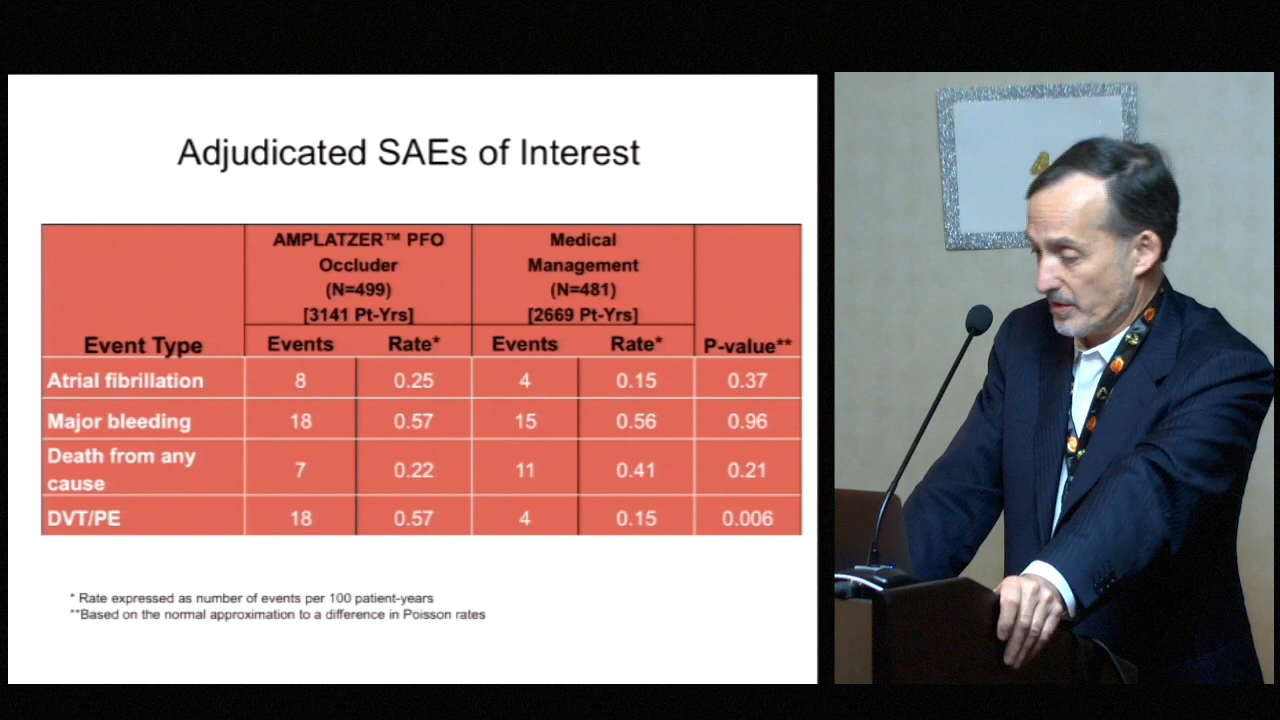 Adjudicated SAEs of Interest
Event Type
AMPLATZER™ PFO
Occluder
(N=499)
[3141 Pt-Yrs]
Medical
Management
(N=481)
[2669 Pt-Yrs]
P-value**
Events Rate* Events Rate*
Atrial fibrillation 8 0.25 4 0.15 0.37
Major bleeding 18 0.57 15 0.56 0.96
Death from any
cause 7 0.22 11 0.41 0.21
DVT/PE 18 0.57 4 0.15 0.006
* Rate expressed as number of events per 100 patient-years
**Based on the normal approximation to a difference in Poisson rates